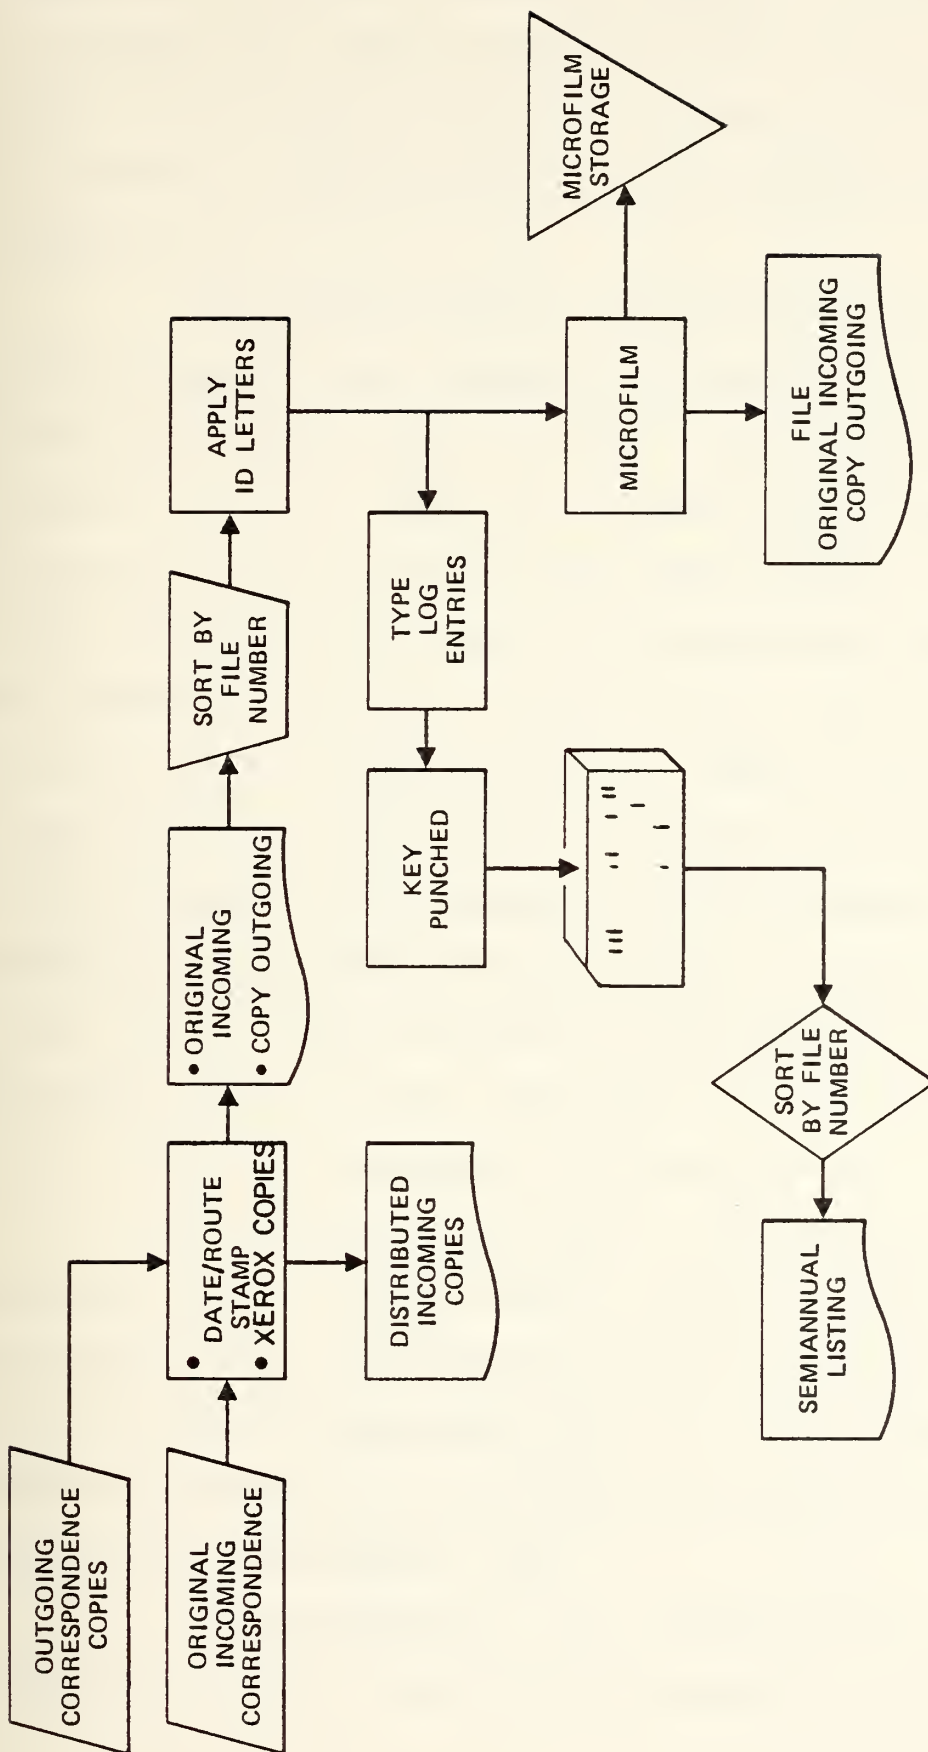 OUTGOING
CORRESPONDENCE
COPIES
ORIGINAL
INCOMING
CORRESPONDENCE
• DATE/ROUTE
STAMP
• XEROX COPIES
DISTRIBUTED
INCOMING
COPIES
• ORIGINAL
INCOMING
• COPY OUTGOING
SORT BY
FILE
NUMBER
APPLY
ID LETTERS
TYPE
LOG
ENTRIES
KEY
PUNCHED
SORT
BY FILE
NUMBER
SEMIANNUAL
LISTING
MICROFILM
MICROFILM
STORAGE
FILE
ORIGINAL INCOMING
COPY OUTGOING